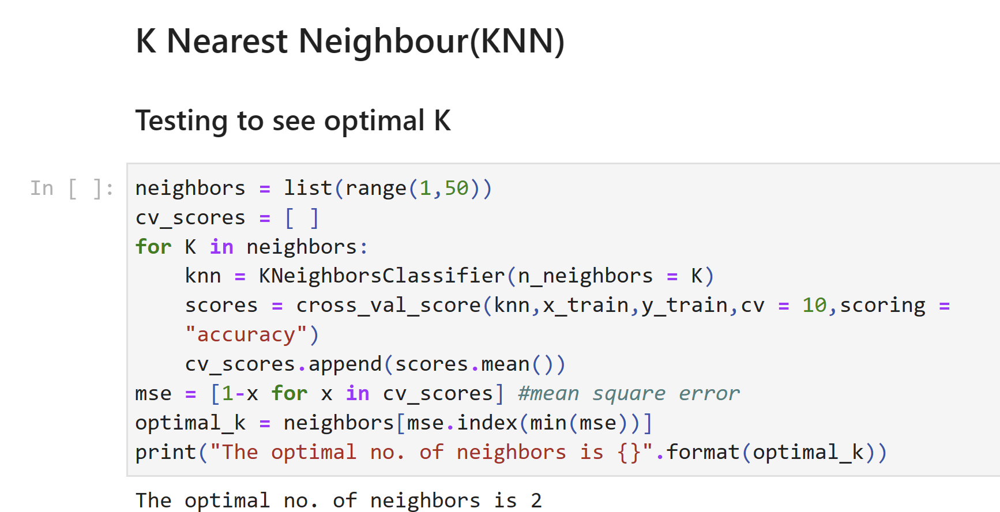 K Nearest Neighbour(KNN)
Testing to see optimal K
In [ ]:
neighbors = list(range(1,50))
cv_scores = [ ]
for K in neighbors:
    knn = KNeighborsClassifier(n_neighbors = K)
    scores = cross_val_score(knn,x_train,y_train,cv = 10,scoring =
    "accuracy")
    cv_scores.append(scores.mean())
mse = [1-x for x in cv_scores] #mean square error
optimal_k = neighbors[mse.index(min(mse))]
print("The optimal no. of neighbors is {}".format(optimal_k))
The optimal no. of neighbors is 2